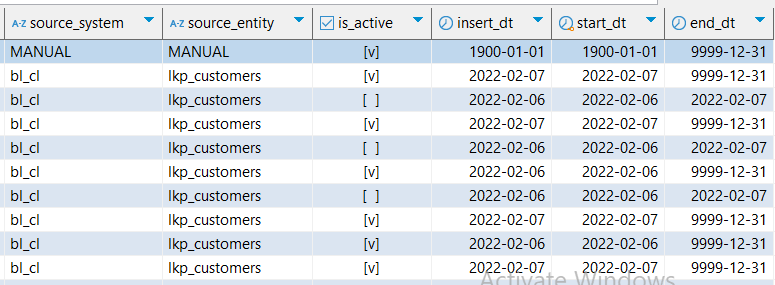 A-Z source_system A-Z source_entity is_active insert_dt start_dt end_dt
MANUAL MANUAL [v] 1900-01-01 1900-01-01 9999-12-31
bl_cl lkp_customers [v] 2022-02-07 2022-02-07 9999-12-31
bl_cl lkp_customers [ ] 2022-02-06 2022-02-06 2022-02-07
bl_cl lkp_customers [v] 2022-02-07 2022-02-07 9999-12-31
bl_cl lkp_customers [ ] 2022-02-06 2022-02-06 2022-02-07
bl_cl lkp_customers [v] 2022-02-07 2022-02-07 9999-12-31
bl_cl lkp_customers [ ] 2022-02-06 2022-02-06 2022-02-07
bl_cl lkp_customers [v] 2022-02-07 2022-02-07 9999-12-31
bl_cl lkp_customers [v] 2022-02-06 2022-02-06 9999-12-31
bl_cl lkp_customers [v] 2022-02-07 2022-02-07 9999-12-31
Activate Windows